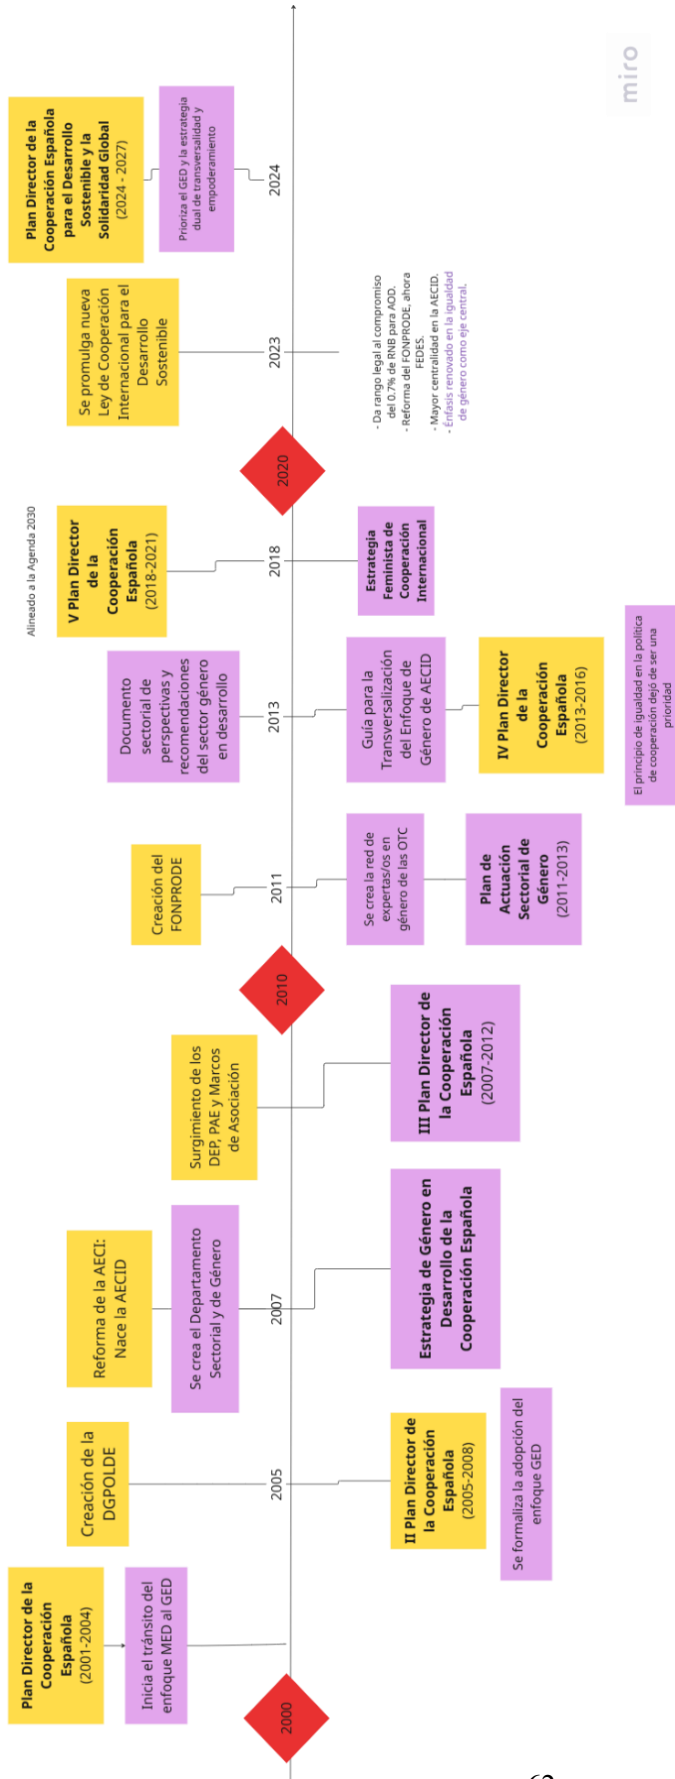 Plan Director de la
Cooperación
Española
(2001-2004)
Inicia el tránsito del
enfoque MED al GED
2000
Creación de la
DGPOLDE
2005
II Plan Director de
la Cooperación
Española
(2005-2008)
Se formaliza la adopción del
enfoque GED
Reforma de la AECI:
Nace la AECID
Se crea el Departamento
Sectorial y de Género
2007
Estrategia de Género en
Desarrollo de la
Cooperación Española
Surgimiento de los
DEP, PAE y Marcos
de Asociación
III Plan Director de
la Cooperación
Española
(2007-2012)
2010
Creación del
FONPRODE
2011
Se crea la red de
expertas/os en
género de las OTC
Plan de
Actuación
Sectorial de
Género
(2011-2013)
Documento
sectorial de
perspectivas y
recomendaciones
del sector género
en desarrollo
2013
Guía para la
Transversalización
del Enfoque de
Género de AECID
IV Plan Director
de la
Cooperación
Española
(2013-2016)
El principio de igualdad en la política
de cooperación dejó de ser una
prioridad
Alineado a la Agenda 2030
V Plan Director
de la
Cooperación
Española
(2018-2021)
2018
Estrategia
Feminista de
Cooperación
Internacional
2020
Se promulga nueva
Ley de Cooperación
Internacional para el
Desarrollo
Sostenible
2023
- Da rango legal al compromiso
del 0.7% de RNB para AOD.
- Reforma del FONPRODE, ahora
FEDES.
- Mayor centralidad en la AECID.
- Énfasis renovado en la igualdad
de género como eje central.
Plan Director de la
Cooperación Española
para el Desarrollo
Sostenible y la
Solidaridad Global
(2024 - 2027)
Prioriza el GED y la estrategia
dual de transversalidad y
empoderamiento
2024
miro